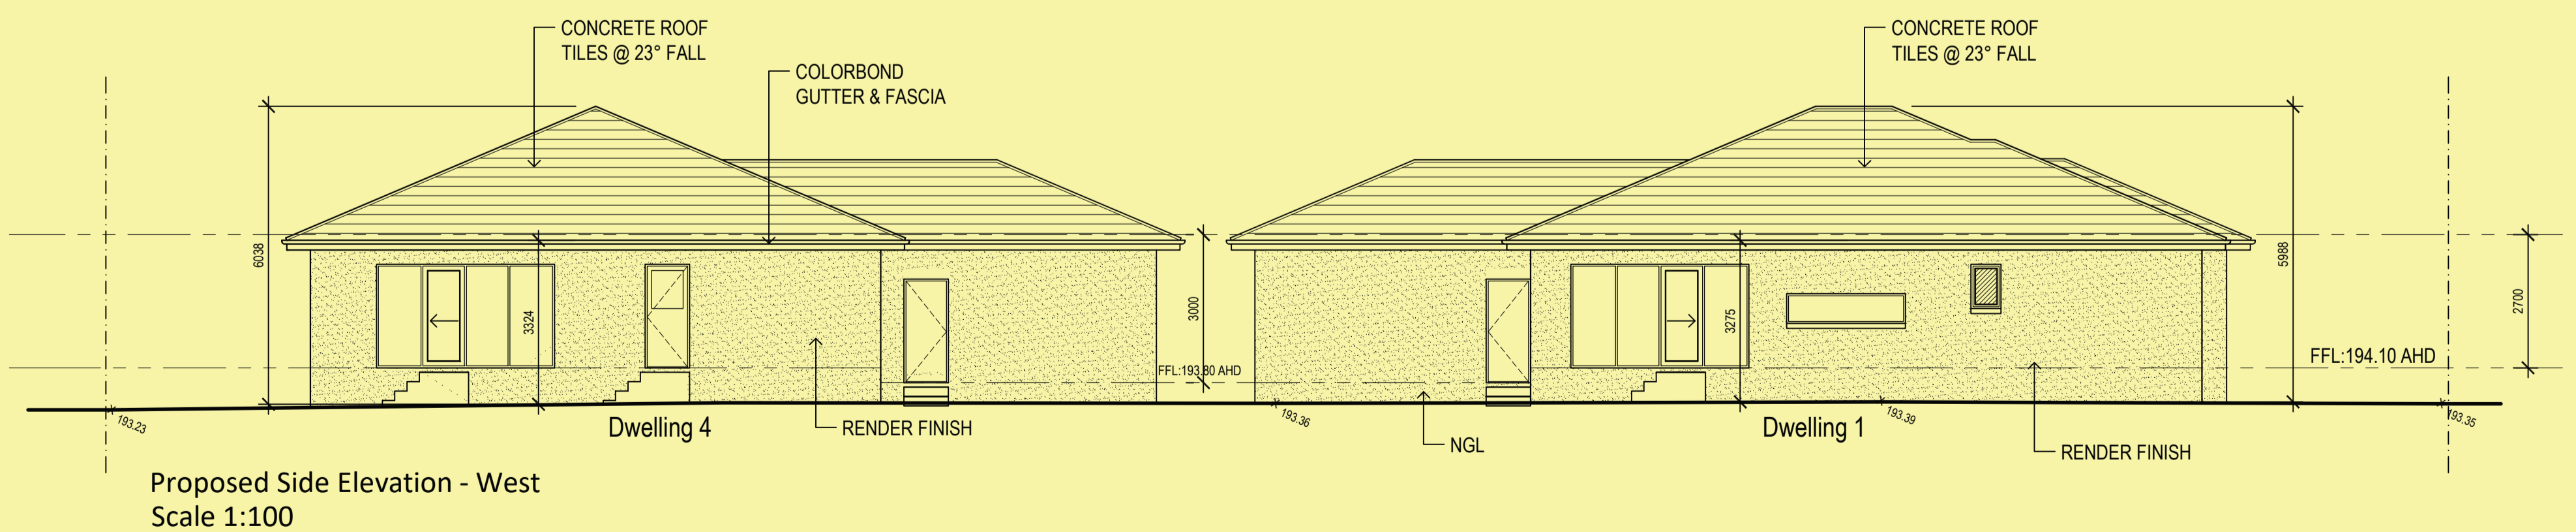 CONCRETE ROOF
TILES @ 23° FALL
COLORBOND
GUTTER & FASCIA
CONCRETE ROOF
TILES @ 23° FALL
6038
3324
3000
3275
5988
2700
FFL:193.80 AHD
FFL:194.10 AHD
193.23
Dwelling 4
RENDER FINISH
193.36
NGL
Dwelling 1
193.39
RENDER FINISH
193.35
Proposed Side Elevation - West
Scale 1:100